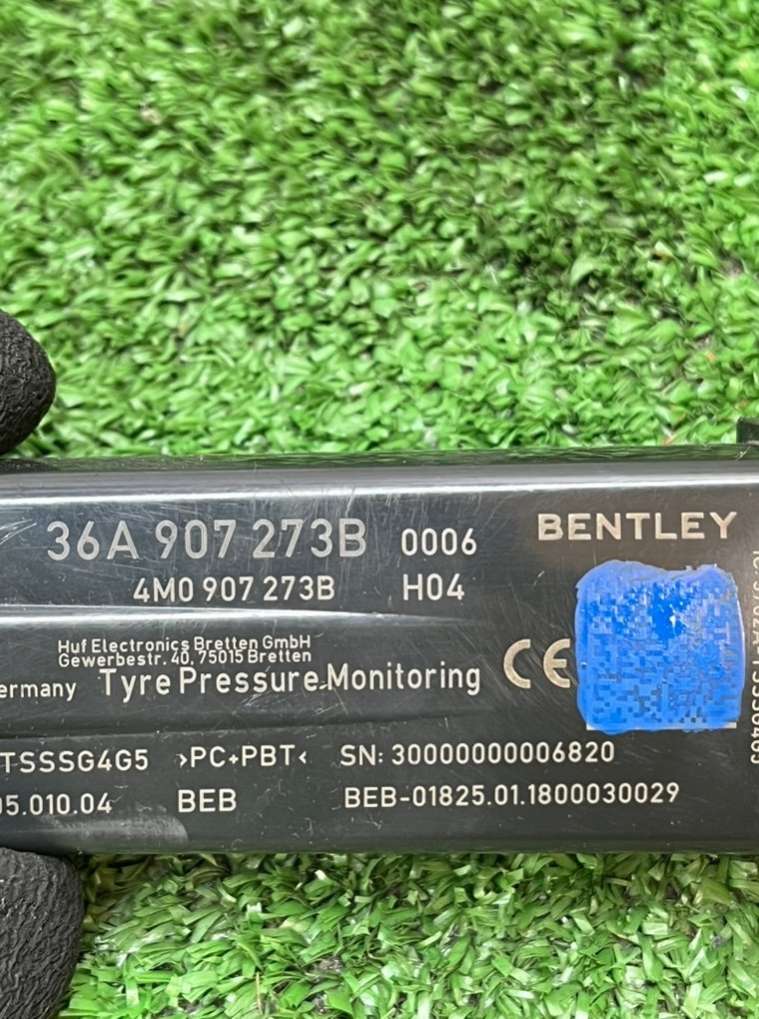 36A 907 273B 0006 BENTLEY
4M0 907 273B H04
Huf Electronics Bretten GmbH
Gewerbestr. 40, 75015 Bretten
ermany Tyre Pressure Monitoring CE
TSSSG4G5 >PC+PBT< SN: 30000000006820
05.010.04 BEB BEB-01825.01.1800030029